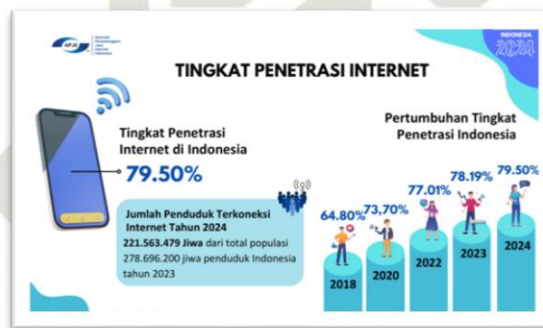 APJII
INDONESIA
2024
TINGKAT PENETRASI INTERNET
Tingkat Penetrasi
Internet di Indonesia
79.50%
Jumlah Penduduk Terkoneksi
Internet Tahun 2024
221.563.479 Jiwa dari total populasi
278.696.200 jiwa penduduk Indonesia
tahun 2023
Pertumbuhan Tingkat
Penetrasi Indonesia
64.80%
73,70%
77.01%
78.19%
79.50%
2018
2020
2022
2023
2024